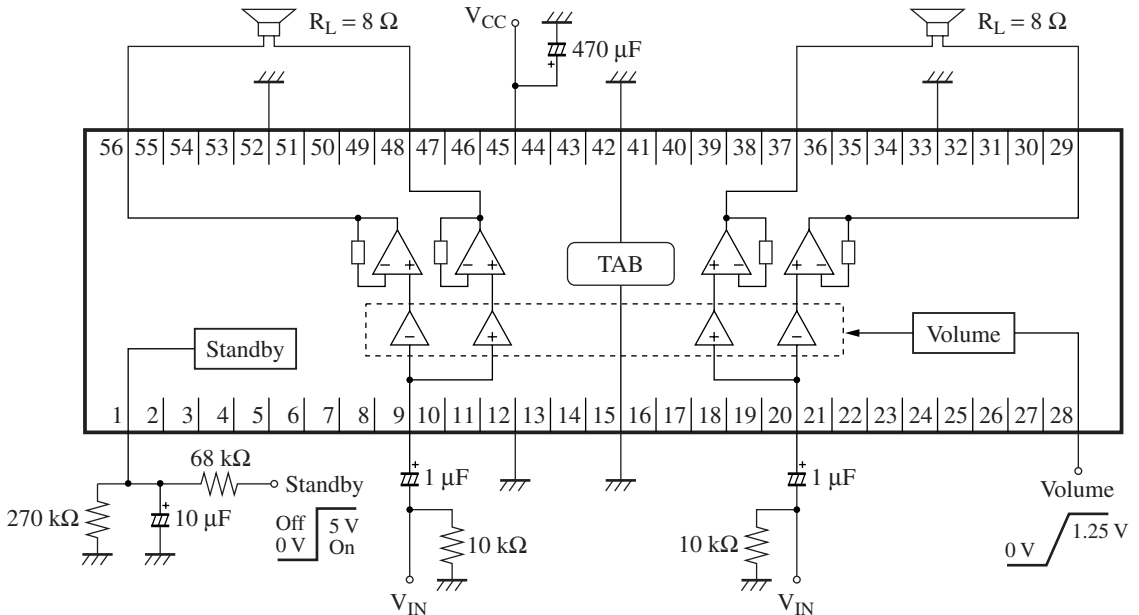 R_L = 8 Ω
V_CC
470 μF
+
R_L = 8 Ω
56 55 54 53 52 51 50 49 48 47 46 45 44 43 42 41 40 39 38 37 36 35 34 33 32 31 30 29
− + − + + − + −
TAB
− + + −
Standby
Volume
1 2 3 4 5 6 7 8 9 10 11 12 13 14 15 16 17 18 19 20 21 22 23 24 25 26 27 28
68 kΩ
Standby
270 kΩ
+
10 μF
Off
0 V
5 V
On
+
1 μF
10 kΩ
V_IN
+
1 μF
10 kΩ
V_IN
Volume
0 V
1.25 V